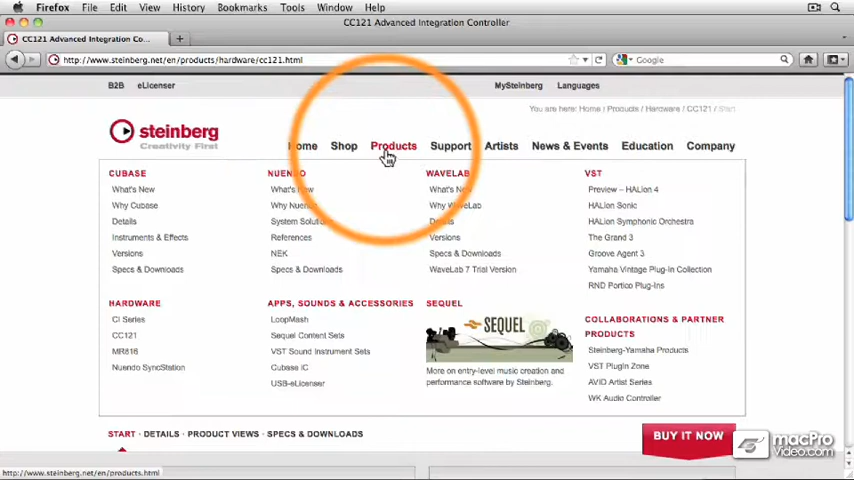 Firefox File Edit View History Bookmarks Tools Window Help
CC121 Advanced Integration Controller
CC121 Advanced Integration Co...
http://www.steinberg.net/en/products/hardware/cc121.html
Google
B2B eLicenser MySteinberg Languages
You are here: Home | Products | Hardware | CC121 | Start
steinberg
Creativity First
Home Shop Products Support Artists News & Events Education Company
CUBASE
What's New
Why Cubase
Details
Instruments & Effects
Versions
Specs & Downloads
NUENDO
What's New
Why Nuendo
System Solutions
References
NEK
Specs & Downloads
WAVELAB
What's New
Why WaveLab
Details
Versions
Specs & Downloads
WaveLab 7 Trial Version
VST
Preview – HALion 4
HALion Sonic
HALion Symphonic Orchestra
The Grand 3
Groove Agent 3
Yamaha Vintage Plug-In Collection
RND Portico Plug-Ins
HARDWARE
CI Series
CC121
MR816
Nuendo SyncStation
APPS, SOUNDS & ACCESSORIES
LoopMash
Sequel Content Sets
VST Sound Instrument Sets
Cubase iC
USB-eLicenser
SEQUEL
SEQUEL
More on entry-level music creation and
performance software by Steinberg.
COLLABORATIONS & PARTNER
PRODUCTS
Steinberg-Yamaha Products
VST PlugIn Zone
AVID Artist Series
WK Audio Controller
START · DETAILS · PRODUCT VIEWS · SPECS & DOWNLOADS
BUY IT NOW
macPro
Video.com
http://www.steinberg.net/en/products.html